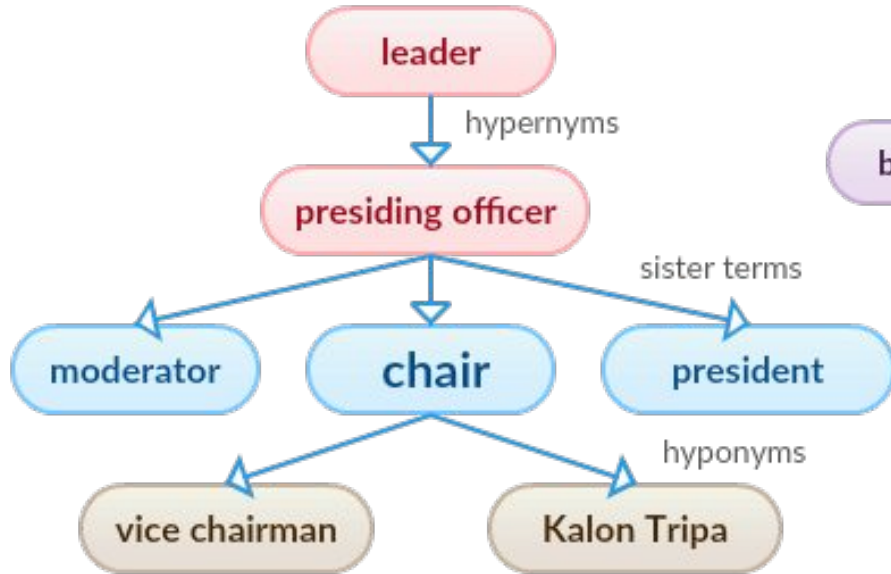 leader
hypernyms
presiding officer
sister terms
moderator
chair
president
hyponyms
vice chairman
Kalon Tripa